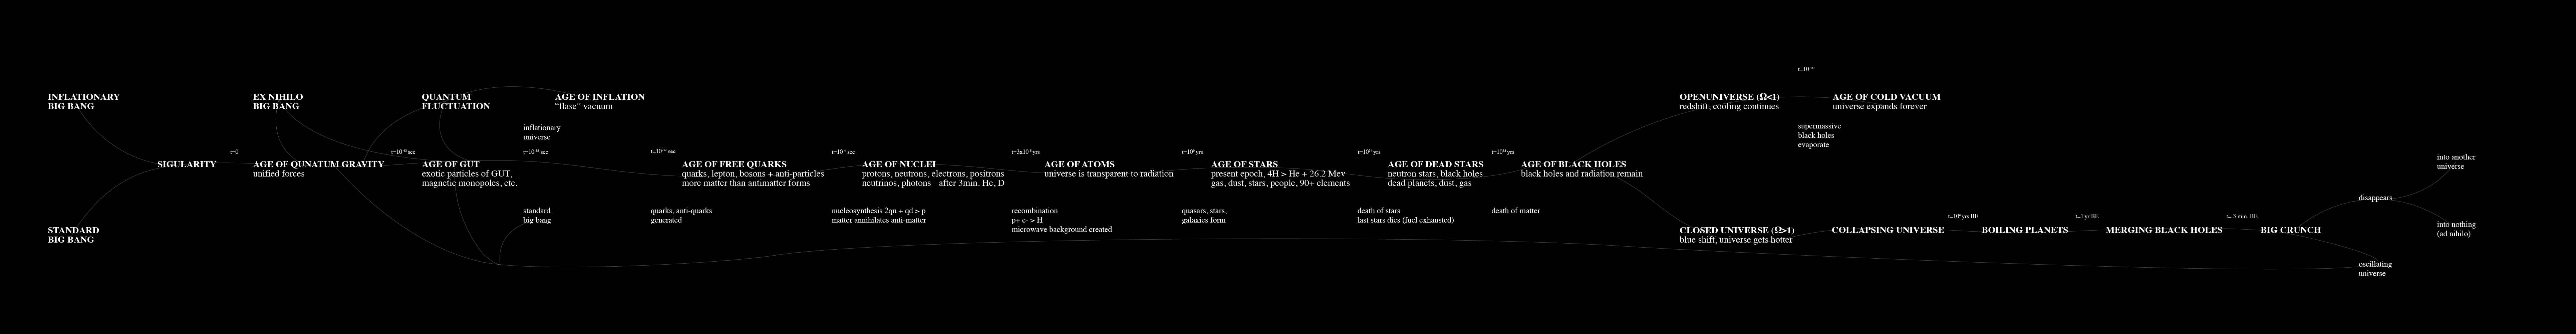 INFLATIONARY
BIG BANG
STANDARD
BIG BANG
SIGULARITY
t=0
EX NIHILO
BIG BANG
AGE OF QUNATUM GRAVITY
unified forces
t=10⁻⁴³ sec
QUANTUM
FLUCTUATION
AGE OF GUT
exotic particles of GUT,
magnetic monopoles, etc.
AGE OF INFLATION
“flase” vacuum
inflationary
universe
sec
standard
big bang
sec
AGE OF FREE QUARKS
quarks, lepton, bosons + anti-particles
more matter than antimatter forms
quarks, anti-quarks
generated
sec
AGE OF NUCLEI
protons, neutrons, electrons, positrons
neutrinos, photons - after 3min. He, D
nucleosynthesis 2qu + qd > p
matter annihilates anti-matter
yrs
AGE OF ATOMS
universe is transparent to radiation
recombination
p+ e- > H
microwave background created
yrs
AGE OF STARS
present epoch, 4H > He + 26.2 Mev
gas, dust, stars, people, 90+ elements
quasars, stars,
galaxies form
t=10¹⁴ yrs
AGE OF DEAD STARS
neutron stars, black holes
dead planets, dust, gas
death of stars
last stars dies (fuel exhausted)
yrs
AGE OF BLACK HOLES
black holes and radiation remain
death of matter
OPENUNIVERSE (Ω<1)
redshift, cooling continues
t=10¹⁰⁰
AGE OF COLD VACUUM
universe expands forever
supermassive
black holes
evaporate
CLOSED UNIVERSE (Ω>1)
blue shift, universe gets hotter
COLLAPSING UNIVERSE
t=10⁹ yrs BE
BOILING PLANETS
t=1 yr BE
MERGING BLACK HOLES
t= 3 min. BE
BIG CRUNCH
disappears
into another
universe
into nothing
(ad nihilo)
oscillating
universe